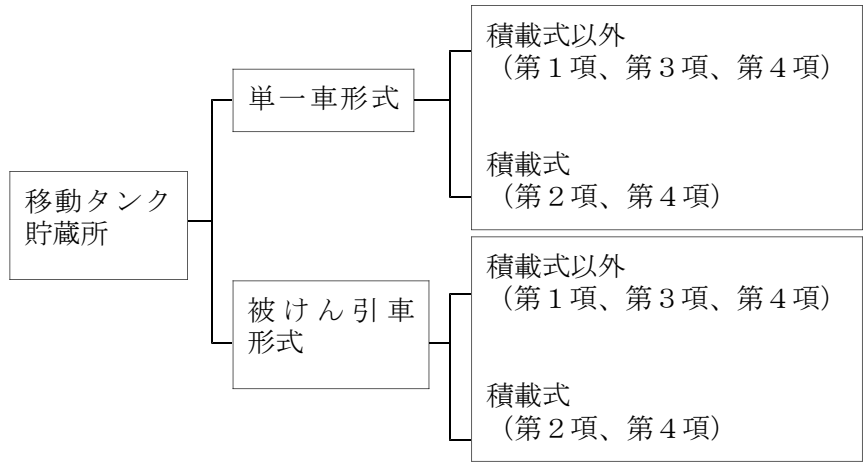 移動タンク
貯蔵所
単一車形式
積載式以外
（第１項、第３項、第４項）
積載式
（第２項、第４項）
被けん引車
形式
積載式以外
（第１項、第３項、第４項）
積載式
（第２項、第４項）